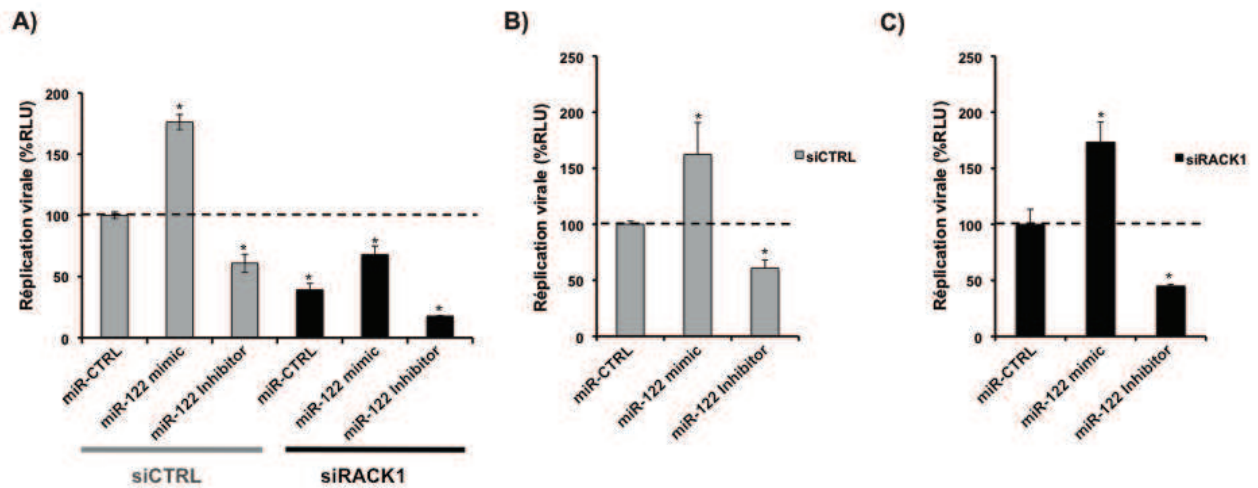 A)
Réplication virale (%RLU)
200
150
100
50
0
miR-CTRL
miR-122 mimic
miR-122 Inhibitor
miR-CTRL
miR-122 mimic
miR-122 Inhibitor
siCTRL
siRACK1
*
*
*
*
*
B)
Réplication virale (%RLU)
250
200
150
100
50
0
miR-CTRL
miR-122 mimic
miR-122 Inhibitor
*
*
siCTRL
C)
Réplication virale (%RLU)
250
200
150
100
50
0
miR-CTRL
miR-122 mimic
miR-122 Inhibitor
*
*
siRACK1